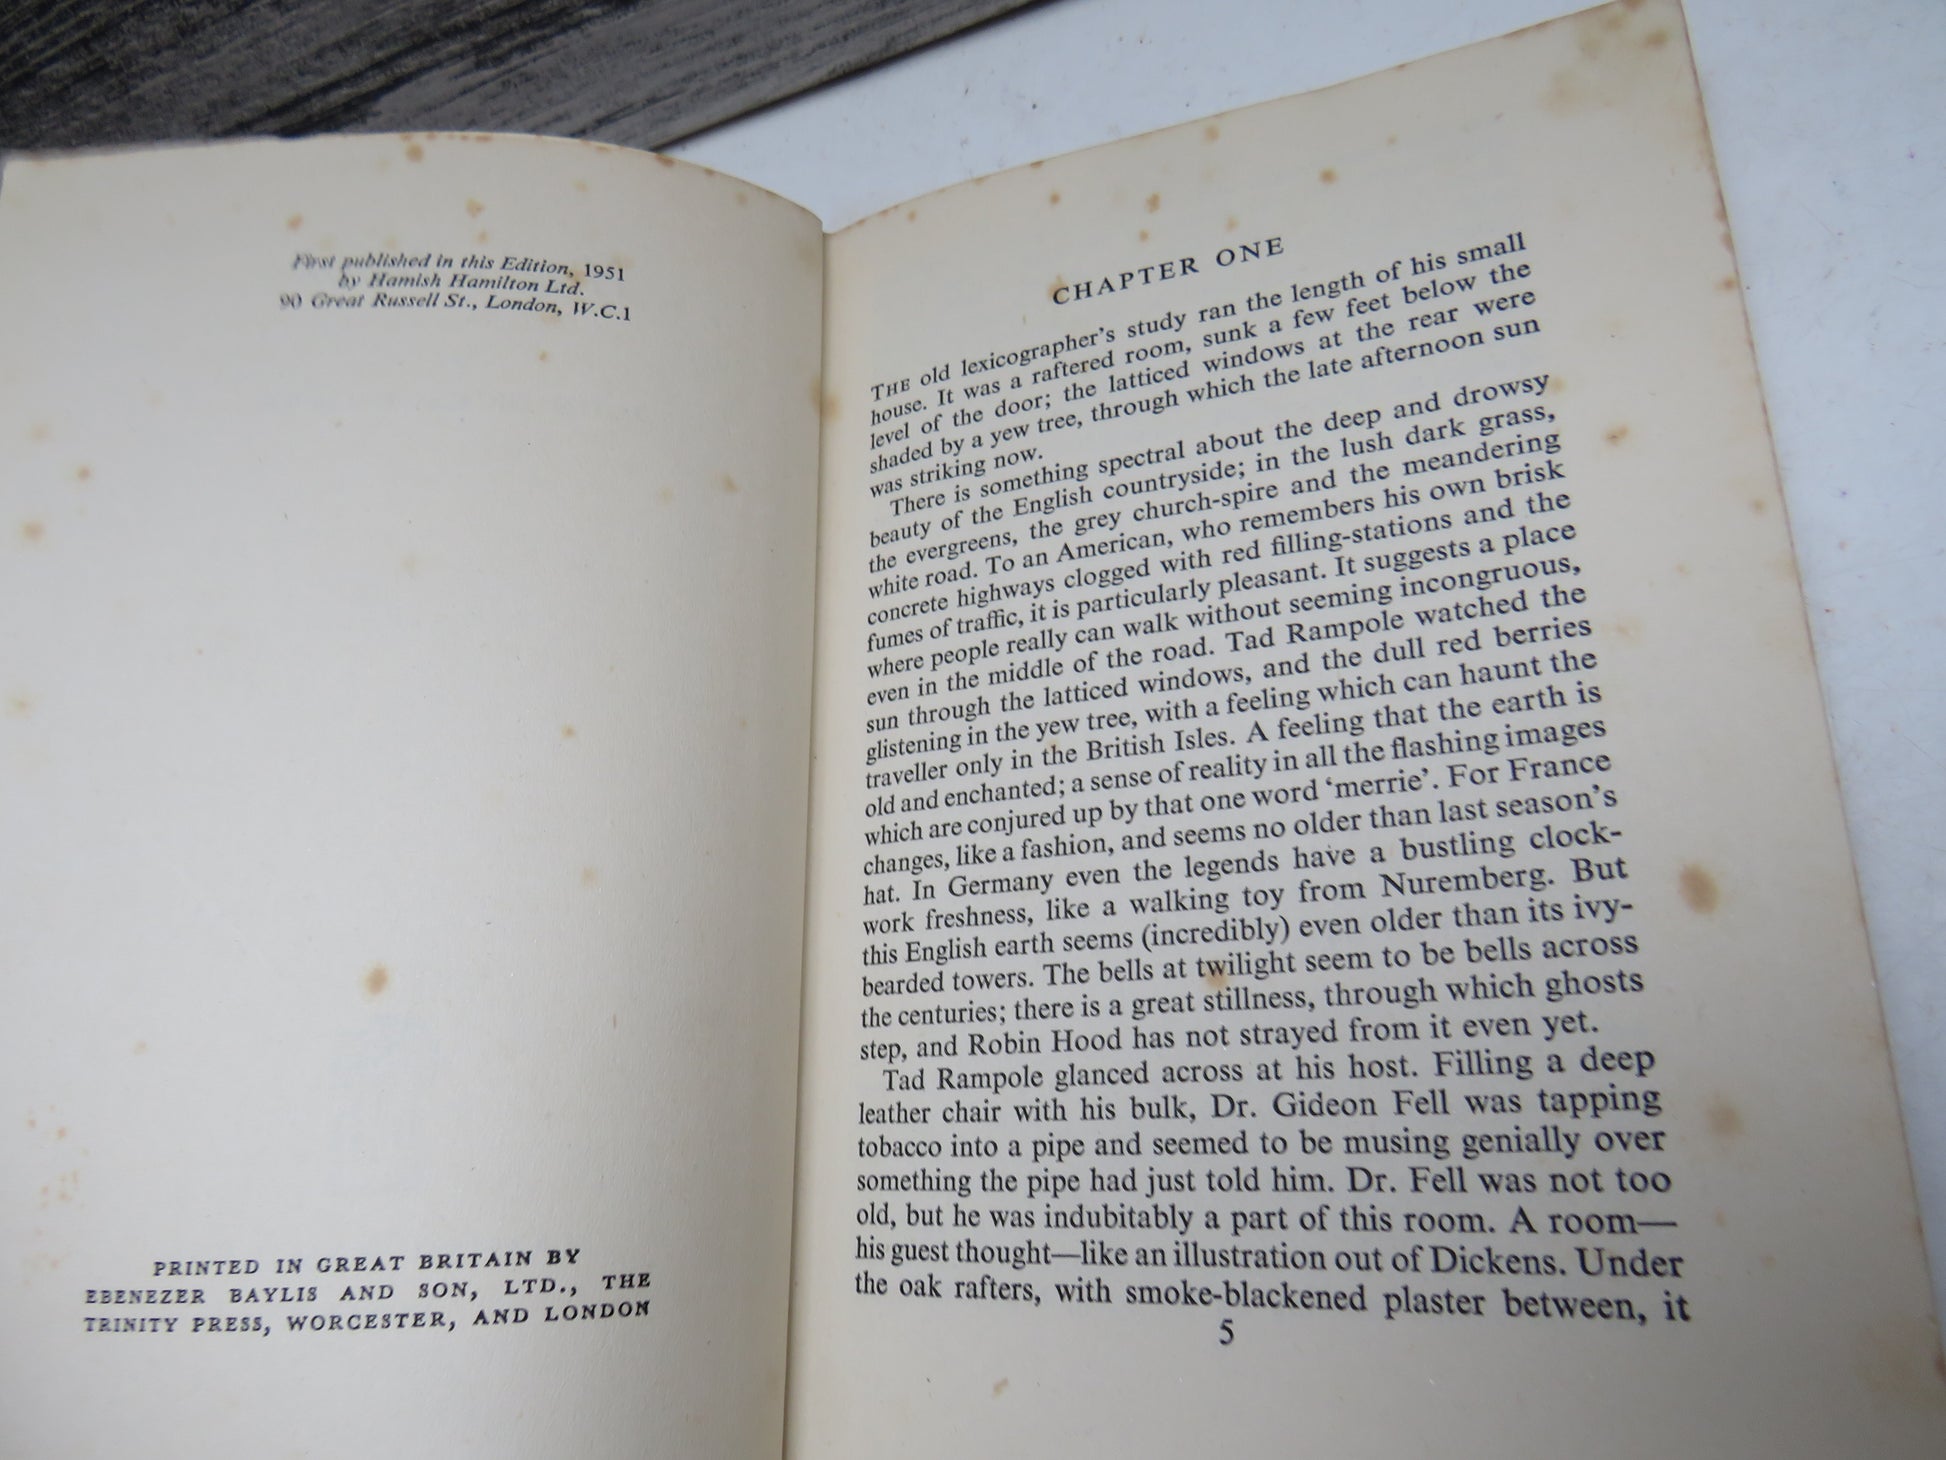 First published in this Edition, 1951
by Hamish Hamilton Ltd.
90 Great Russell St., London, W.C.1
PRINTED IN GREAT BRITAIN BY
EBENEZER BAYLIS AND SON, LTD., THE
TRINITY PRESS, WORCESTER, AND LONDON
CHAPTER ONE
THE old lexicographer's study ran the length of his small
house. It was a raftered room, sunk a few feet below the
level of the door; the latticed windows at the rear were
shaded by a yew tree, through which the late afternoon sun
was striking now.
There is something spectral about the deep and drowsy
beauty of the English countryside; in the lush dark grass,
the evergreens, the grey church-spire and the meandering
white road. To an American, who remembers his own brisk
concrete highways clogged with red filling-stations and the
fumes of traffic, it is particularly pleasant. It suggests a place
where people really can walk without seeming incongruous,
even in the middle of the road. Tad Rampole watched the
sun through the latticed windows, and the dull red berries
glistening in the yew tree, with a feeling which can haunt the
traveller only in the British Isles. A feeling that the earth is
old and enchanted; a sense of reality in all the flashing images
which are conjured up by that one word ‘merrie’. For France
changes, like a fashion, and seems no older than last season's
hat. In Germany even the legends have a bustling clock-
work freshness, like a walking toy from Nuremberg. But
this English earth seems (incredibly) even older than its ivy-
bearded towers. The bells at twilight seem to be bells across
the centuries; there is a great stillness, through which ghosts
step, and Robin Hood has not strayed from it even yet.
Tad Rampole glanced across at his host. Filling a deep
leather chair with his bulk, Dr. Gideon Fell was tapping
tobacco into a pipe and seemed to be musing genially over
something the pipe had just told him. Dr. Fell was not too
old, but he was indubitably a part of this room. A room—
his guest thought—like an illustration out of Dickens. Under
the oak rafters, with smoke-blackened plaster between, it
5